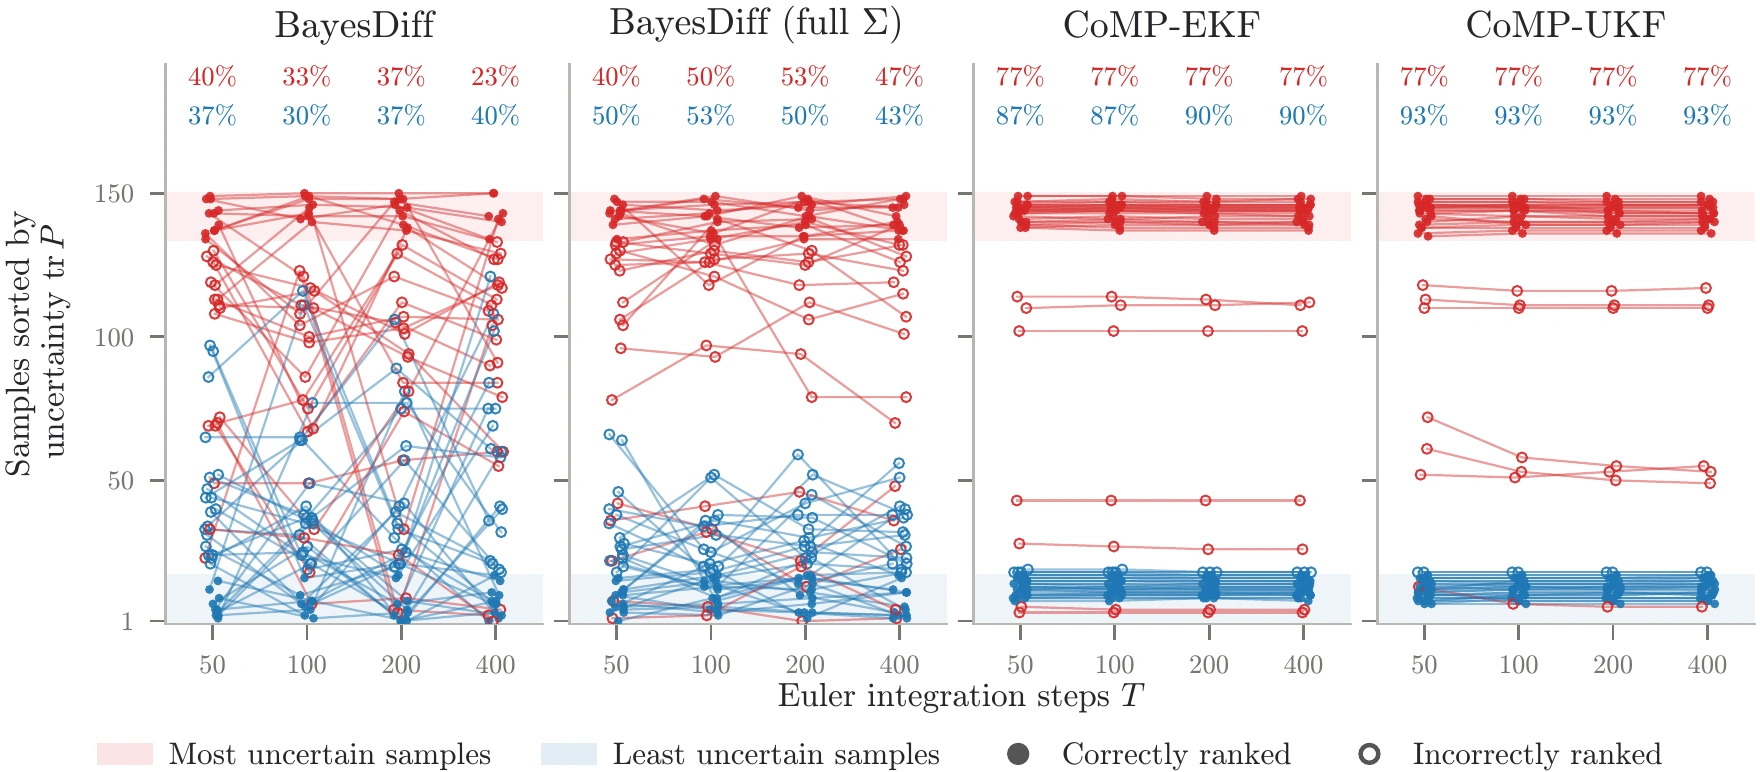 BayesDiff
BayesDiff (full Σ)
CoMP-EKF
CoMP-UKF
40% 33% 37% 23%
40% 50% 53% 47%
77% 77% 77% 77%
77% 77% 77% 77%
37% 30% 37% 40%
50% 53% 50% 43%
87% 87% 90% 90%
93% 93% 93% 93%
Samples sorted by
uncertainty tr P
150
100
50
1
50 100 200 400
50 100 200 400
50 100 200 400
50 100 200 400
Euler integration steps T
Most uncertain samples
Least uncertain samples
Correctly ranked
Incorrectly ranked